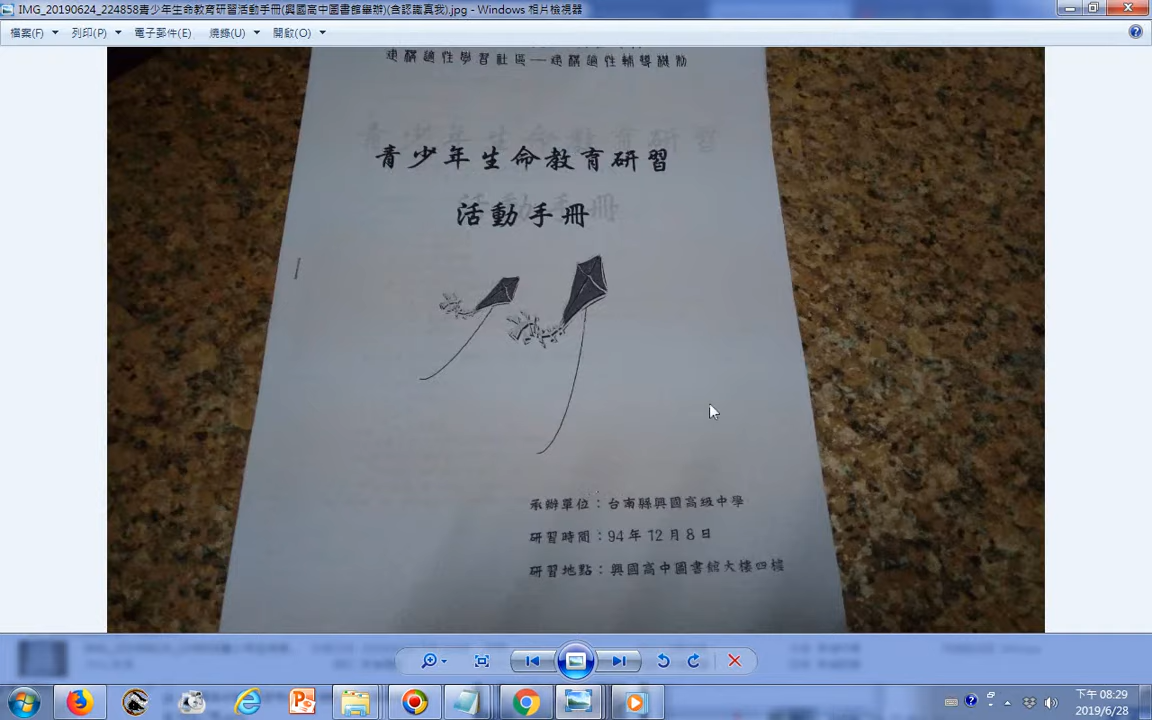 IMG_20190624_224858青少年生命教育研習活動手冊(興國高中圖書館舉辦)(含認識真我).jpg - Windows 相片檢視器
檔案(F) 列印(P) 電子郵件(E) 燒錄(U) 開啟(O)
建構適性學習社區—建構適性輔導機制
青少年生命教育研習
活動手冊
承辦單位：台南縣興國高級中學
研習時間：94年12月8日
研習地點：興國高中圖書館大樓四樓
下午 08:29
2019/6/28